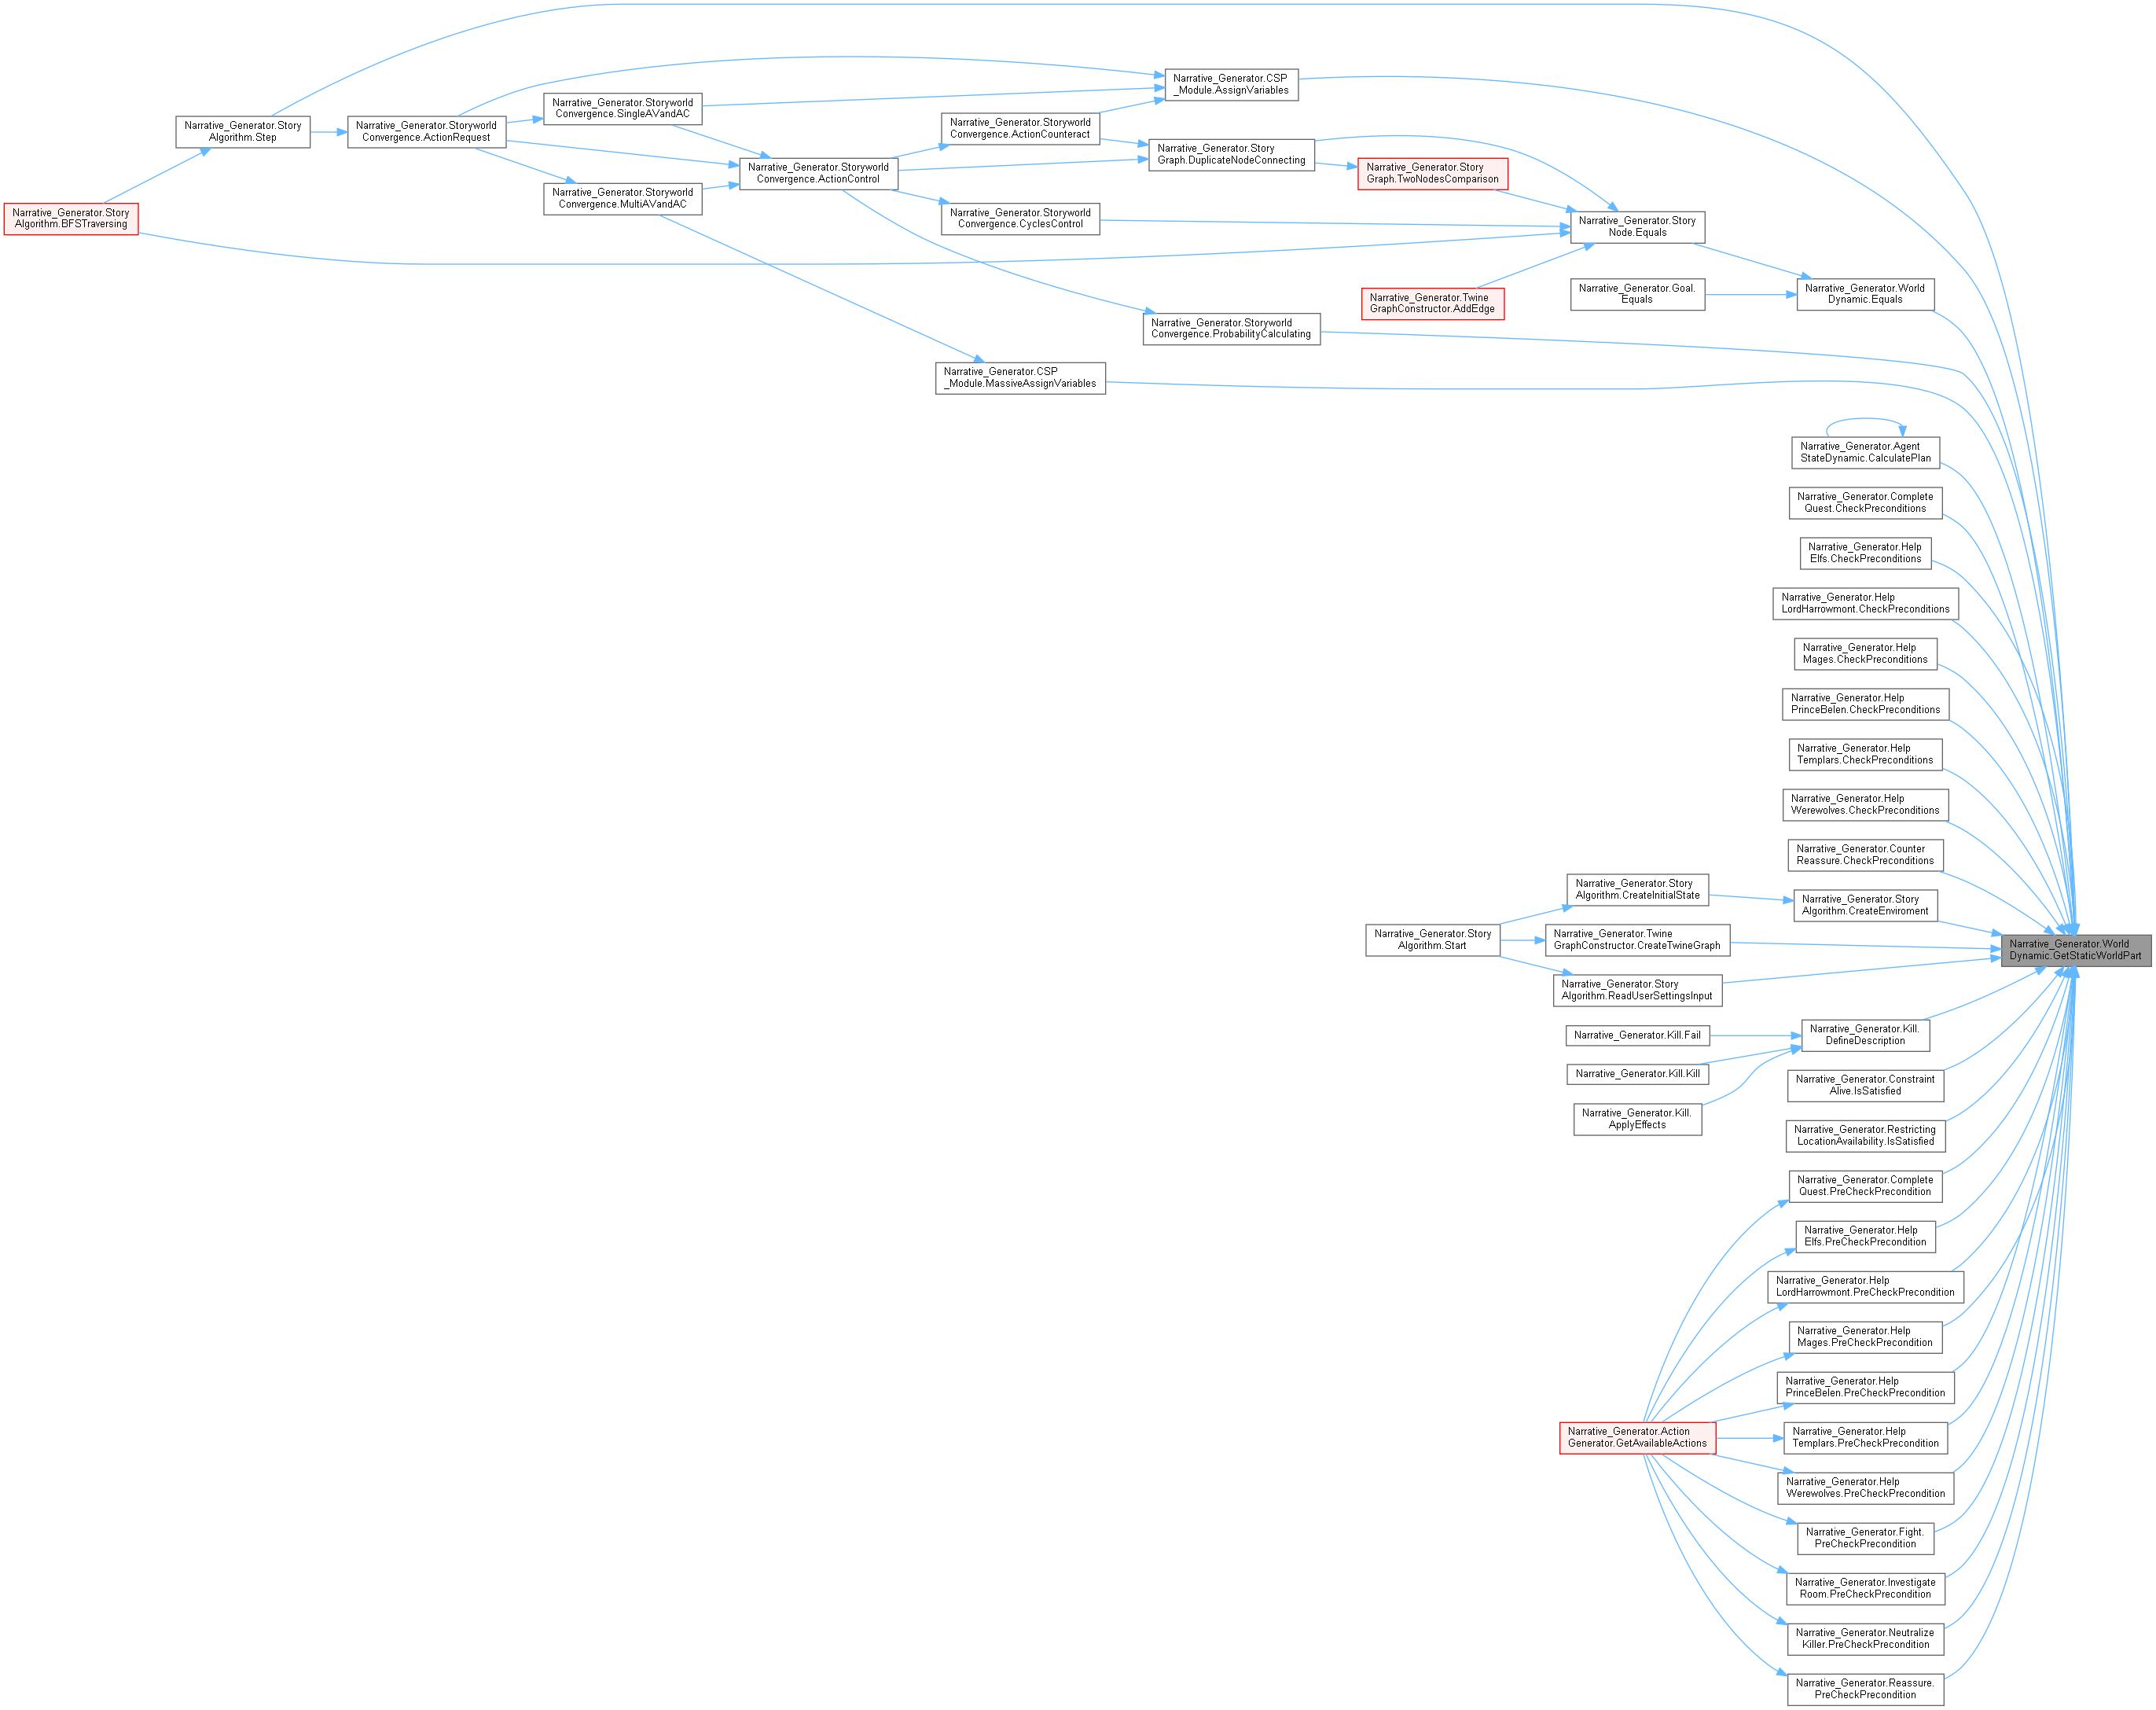 Narrative_Generator.CSP
_Module.AssignVariables
Narrative_Generator.Storyworld
Convergence.SingleAVandAC
Narrative_Generator.Story
Algorithm.Step
Narrative_Generator.Storyworld
Convergence.ActionRequest
Narrative_Generator.Storyworld
Convergence.ActionCounteract
Narrative_Generator.Story
Graph.DuplicateNodeConnecting
Narrative_Generator.Storyworld
Convergence.ActionControl
Narrative_Generator.Story
Graph.TwoNodesComparison
Narrative_Generator.Storyworld
Convergence.MultiAVandAC
Narrative_Generator.Story
Algorithm.BFSTraversing
Narrative_Generator.Storyworld
Convergence.CyclesControl
Narrative_Generator.Story
Node.Equals
Narrative_Generator.Goal.
Equals
Narrative_Generator.World
Dynamic.Equals
Narrative_Generator.Twine
GraphConstructor.AddEdge
Narrative_Generator.Storyworld
Convergence.ProbabilityCalculating
Narrative_Generator.CSP
_Module.MassiveAssignVariables
Narrative_Generator.Agent
StateDynamic.CalculatePlan
Narrative_Generator.Complete
Quest.CheckPreconditions
Narrative_Generator.Help
Elfs.CheckPreconditions
Narrative_Generator.Help
LordHarrowmont.CheckPreconditions
Narrative_Generator.Help
Mages.CheckPreconditions
Narrative_Generator.Help
PrinceBelen.CheckPreconditions
Narrative_Generator.Help
Templars.CheckPreconditions
Narrative_Generator.Help
Werewolves.CheckPreconditions
Narrative_Generator.Counter
Reassure.CheckPreconditions
Narrative_Generator.Story
Algorithm.CreateInitialState
Narrative_Generator.Story
Algorithm.CreateEnviroment
Narrative_Generator.Story
Algorithm.Start
Narrative_Generator.Twine
GraphConstructor.CreateTwineGraph
Narrative_Generator.World
Dynamic.GetStaticWorldPart
Narrative_Generator.Story
Algorithm.ReadUserSettingsInput
Narrative_Generator.Kill.Fail
Narrative_Generator.Kill.
DefineDescription
Narrative_Generator.Kill.Kill
Narrative_Generator.Constraint
Alive.IsSatisfied
Narrative_Generator.Kill.
ApplyEffects
Narrative_Generator.Restricting
LocationAvailability.IsSatisfied
Narrative_Generator.Complete
Quest.PreCheckPrecondition
Narrative_Generator.Help
Elfs.PreCheckPrecondition
Narrative_Generator.Help
LordHarrowmont.PreCheckPrecondition
Narrative_Generator.Help
Mages.PreCheckPrecondition
Narrative_Generator.Help
PrinceBelen.PreCheckPrecondition
Narrative_Generator.Action
Generator.GetAvailableActions
Narrative_Generator.Help
Templars.PreCheckPrecondition
Narrative_Generator.Help
Werewolves.PreCheckPrecondition
Narrative_Generator.Fight.
PreCheckPrecondition
Narrative_Generator.Investigate
Room.PreCheckPrecondition
Narrative_Generator.Neutralize
Killer.PreCheckPrecondition
Narrative_Generator.Reassure.
PreCheckPrecondition